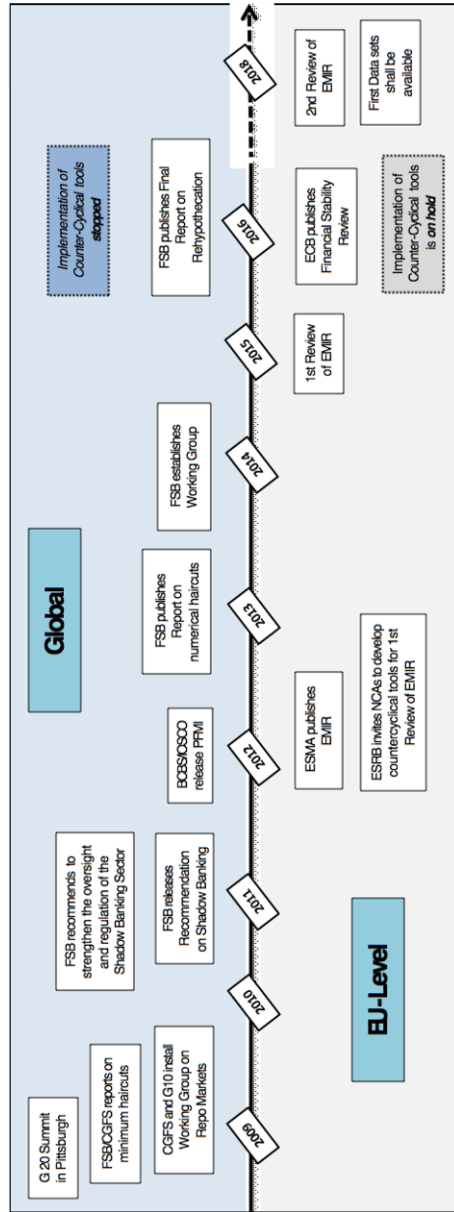 Global
G 20 Summit
in Pittsburgh
FSB/CGFS reports on
minimum haircuts
CGFS and G10 install
Working Group on
Repo Markets
FSB recommends to
strengthen the oversight
and regulation of the
Shadow Banking Sector
FSB releases
Recommendation
on Shadow Banking
BCBS/IOSCO
release PFMI
FSB publishes
Report on
numerical haircuts
FSB establishes
Working Group
Implementation of
Counter-Cyclical tools
stopped
FSB publishes Final
Report on
Rehypothecation
2009
2010
2011
2012
2013
2014
2015
2016
2018
EU-Level
ESMA publishes
EMIR
ESRB invites NCAs to develop
countercyclical tools for 1st
Review of EMIR
1st Review
of EMIR
ECB publishes
Financial Stability
Review
Implementation of
Counter-Cyclical tools
is on hold
2nd Review of
EMIR
First Data sets
shall be
available